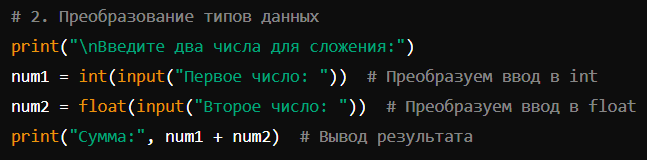 # 2. Преобразование типов данных
print("\nВведите два числа для сложения:")
num1 = int(input("Первое число: "))  # Преобразуем ввод в int
num2 = float(input("Второе число: "))  # Преобразуем ввод в float
print("Сумма:", num1 + num2)  # Вывод результата